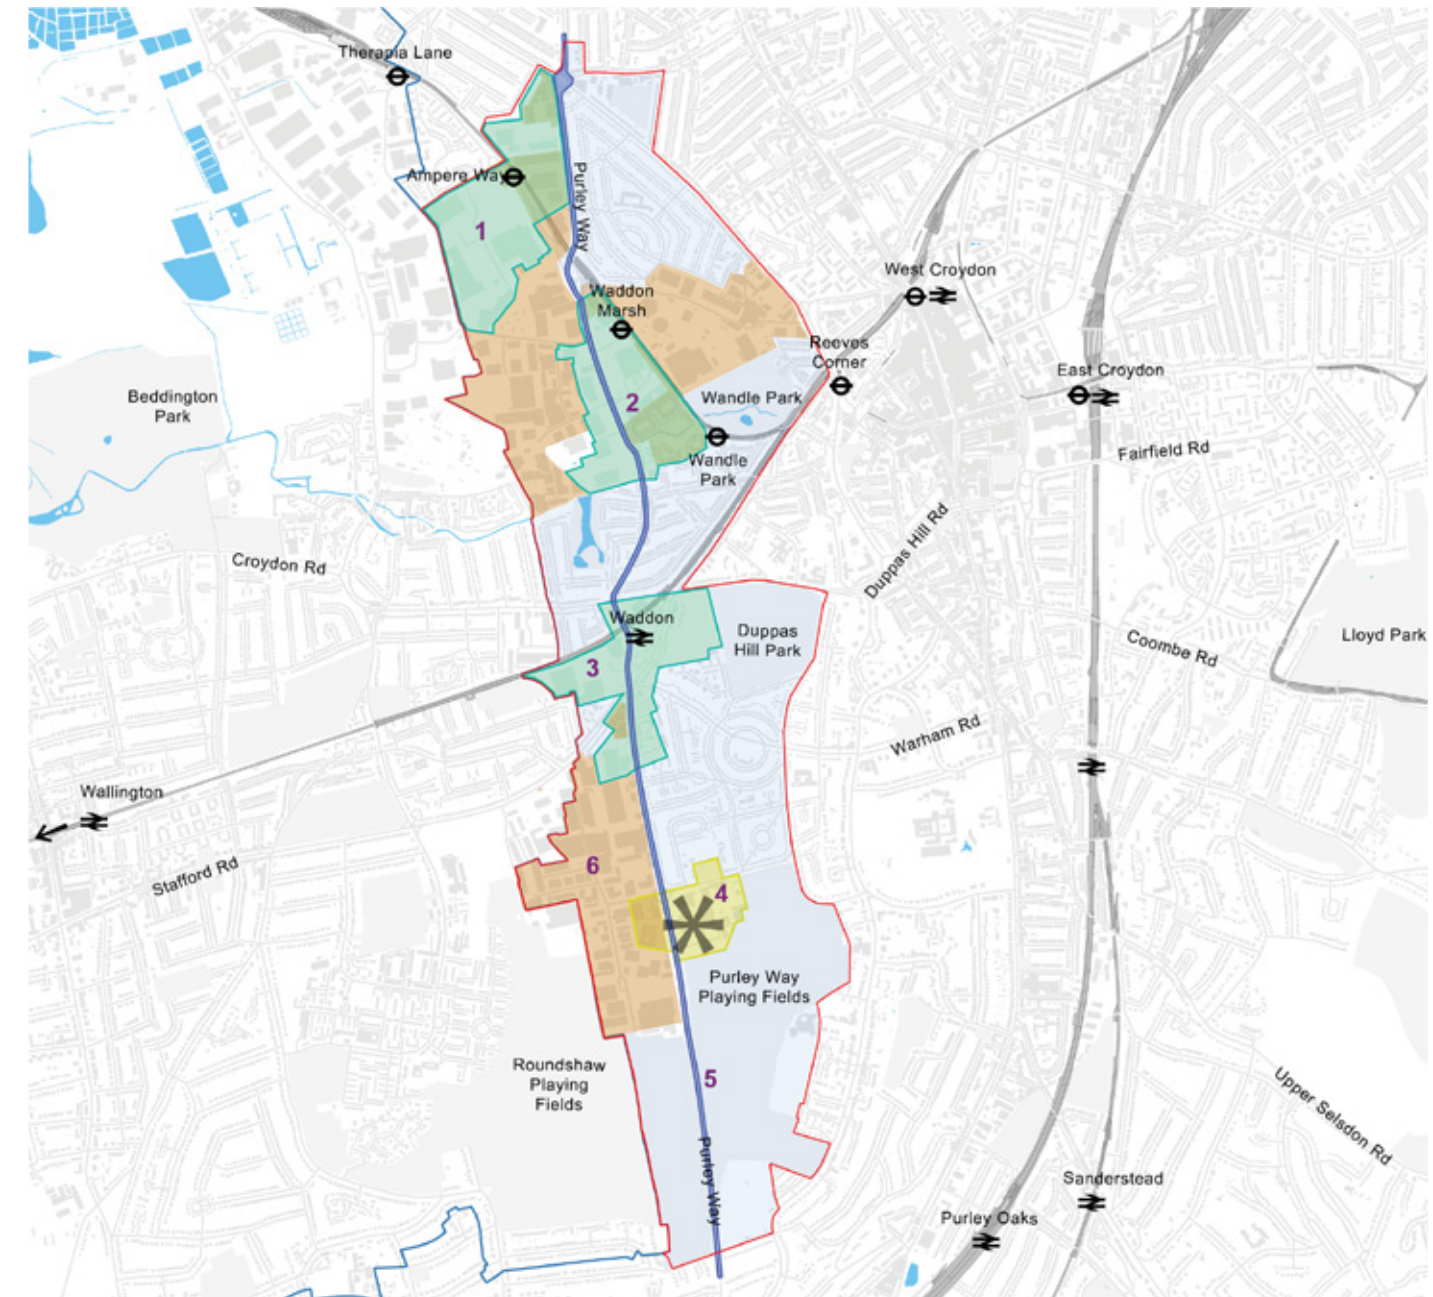 Therapia Lane
Ampere Way
Purley Way
1
West Croydon
Waddon
Marsh
Reeves
Corner
East Croydon
Beddington
Park
2
Wandle Park
Fairfield Rd
Wandle
Park
Duppas Hill Rd
Croydon Rd
Waddon
Duppas
Hill Park
Coombe Rd
Lloyd Park
3
Warham Rd
Wallington
Stafford Rd
6
4
Purley Way
Playing Fields
Roundshaw
Playing
Fields
5
Upper Selsdon Rd
Purley Way
Sanderstead
Purley Oaks